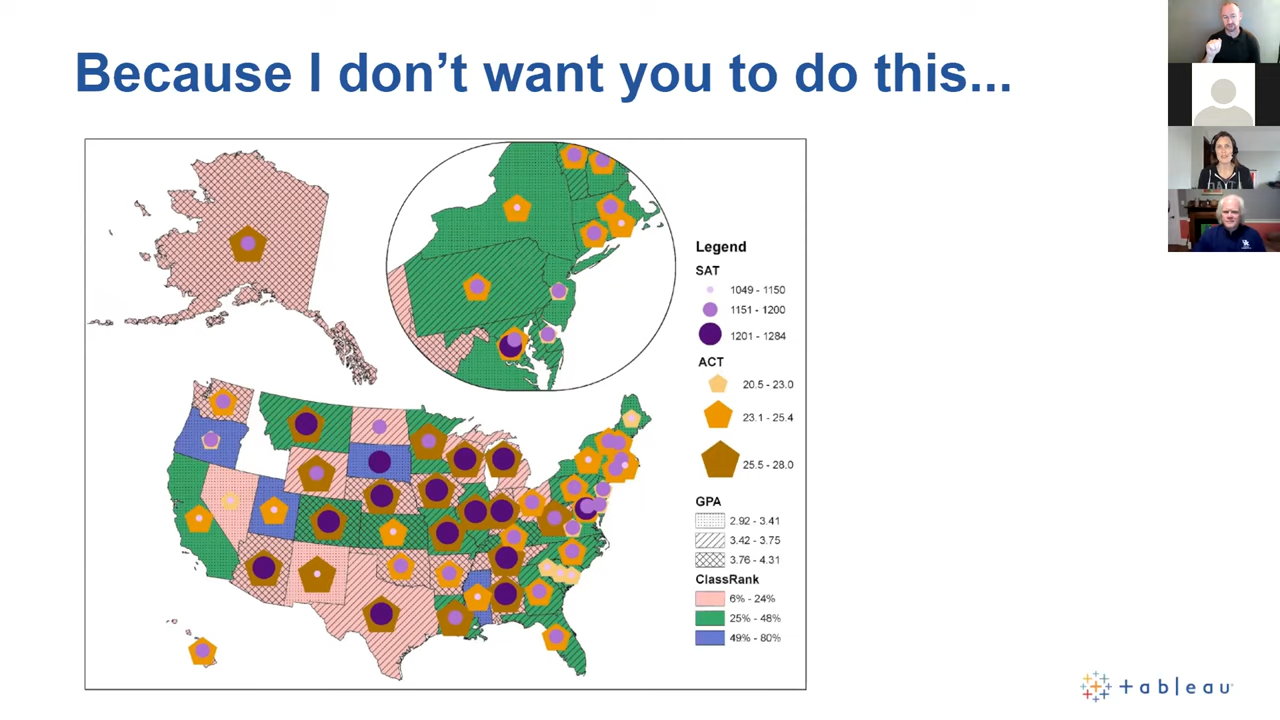 Because I don't want you to do this...
Legend
SAT
1049 - 1150
1151 - 1200
1201 - 1284
ACT
20.5 - 23.0
23.1 - 25.4
25.5 - 28.0
GPA
2.92 - 3.41
3.42 - 3.75
3.76 - 4.31
ClassRank
6% - 24%
25% - 48%
49% - 80%
tableau